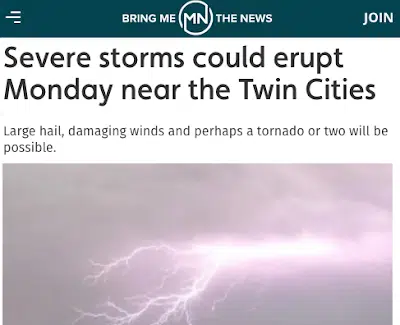 BRING ME MN THE NEWS
JOIN
Severe storms could erupt
Monday near the Twin Cities
Large hail, damaging winds and perhaps a tornado or two will be
possible.